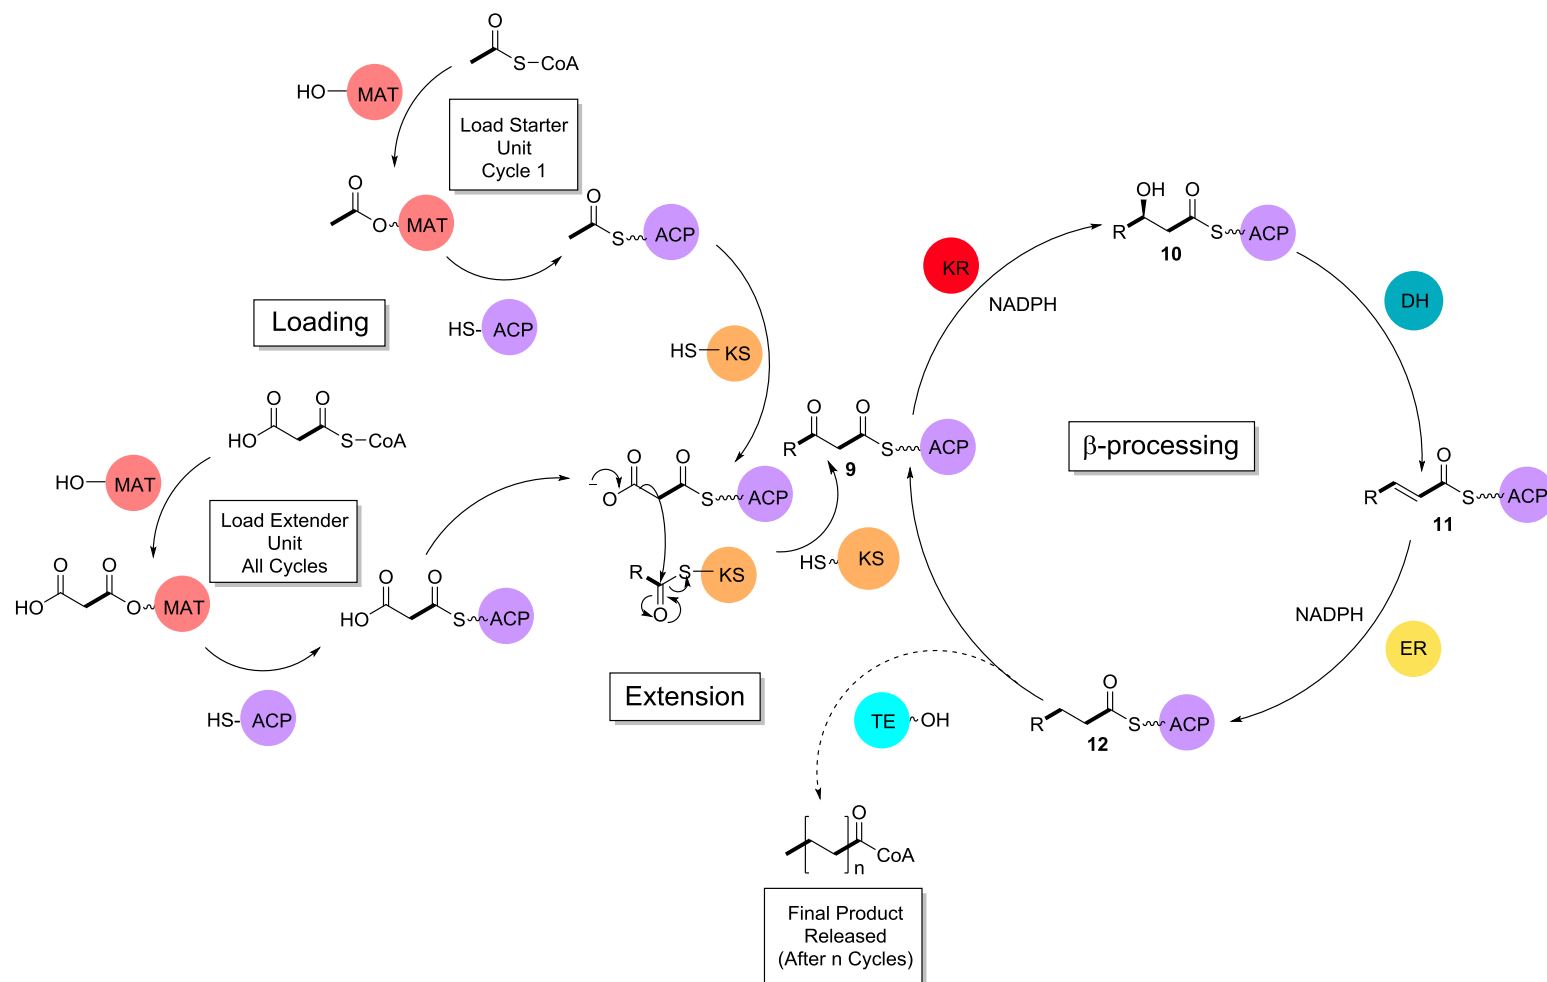 O
S–CoA
HO– MAT
Load Starter
Unit
Cycle 1
O
O
O~ MAT
S~ ACP
HS- ACP
Loading
HS– KS
O O
HO S–CoA
HO– MAT
Load Extender
Unit
All Cycles
O O
HO O~ MAT
O O
HO S~ ACP
HS- ACP
O O
– O S~ ACP
R S– KS
O
HS~ KS
Extension
O O
R S~ ACP
9
KR
NADPH
OH O
R S~ ACP
10
DH
β-processing
O
R S~ ACP
11
NADPH
ER
O
R S~ ACP
12
TE ~OH
O
CoA
n
Final Product
Released
(After n Cycles)